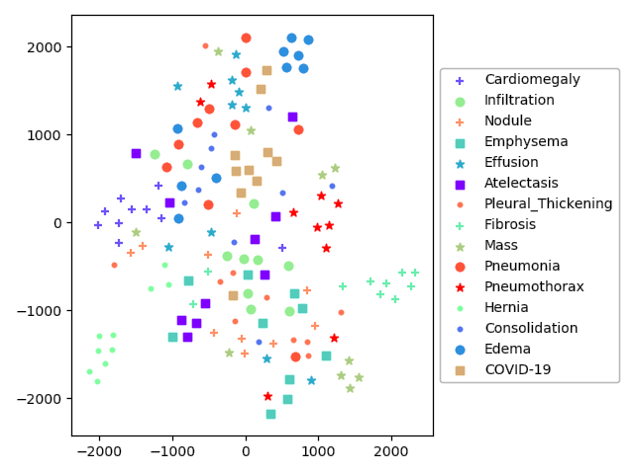 2000
1000
0
−1000
−2000
−2000 −1000 0 1000 2000
Cardiomegaly
Infiltration
Nodule
Emphysema
Effusion
Atelectasis
Pleural_Thickening
Fibrosis
Mass
Pneumonia
Pneumothorax
Hernia
Consolidation
Edema
COVID-19